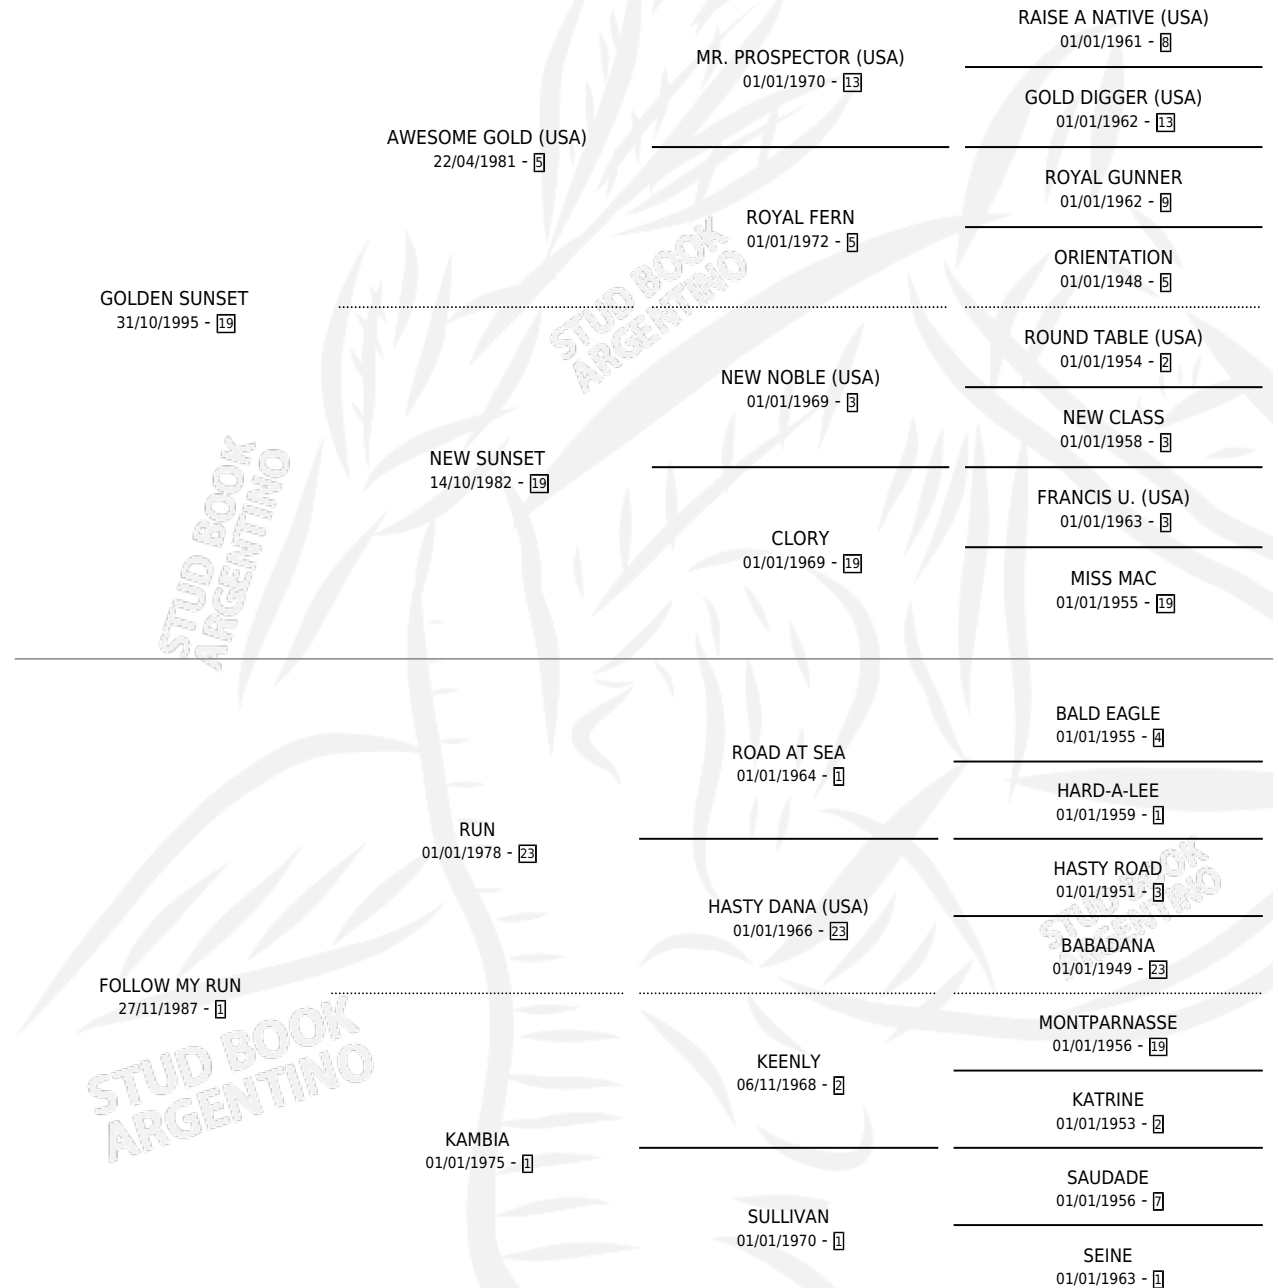 RAISE A NATIVE (USA)
01/01/1961 - 8
MR. PROSPECTOR (USA)
01/01/1970 - 13
GOLD DIGGER (USA)
01/01/1962 - 13
AWESOME GOLD (USA)
22/04/1981 - 5
ROYAL GUNNER
01/01/1962 - 9
ROYAL FERN
01/01/1972 - 5
ORIENTATION
01/01/1948 - 5
GOLDEN SUNSET
31/10/1995 - 19
STUD BOOK
ARGENTINO
ROUND TABLE (USA)
01/01/1954 - 2
NEW NOBLE (USA)
01/01/1969 - 3
NEW CLASS
01/01/1958 - 3
NEW SUNSET
14/10/1982 - 19
FRANCIS U. (USA)
01/01/1963 - 3
CLORY
01/01/1969 - 19
MISS MAC
01/01/1955 - 19
STUD BOOK
ARGENTINO
BALD EAGLE
01/01/1955 - 4
ROAD AT SEA
01/01/1964 - 1
HARD-A-LEE
01/01/1959 - 1
RUN
01/01/1978 - 23
HASTY ROAD
01/01/1951 - 3
HASTY DANA (USA)
01/01/1966 - 23
STUD BOOK
ARGENTINO
BABADANA
01/01/1949 - 23
FOLLOW MY RUN
27/11/1987 - 1
MONTPARNASSE
01/01/1956 - 19
KEENLY
06/11/1968 - 2
STUD BOOK
ARGENTINO
KATRINE
01/01/1953 - 2
KAMBIA
01/01/1975 - 1
SAUDADE
01/01/1956 - 7
SULLIVAN
01/01/1970 - 1
SEINE
01/01/1963 - 1